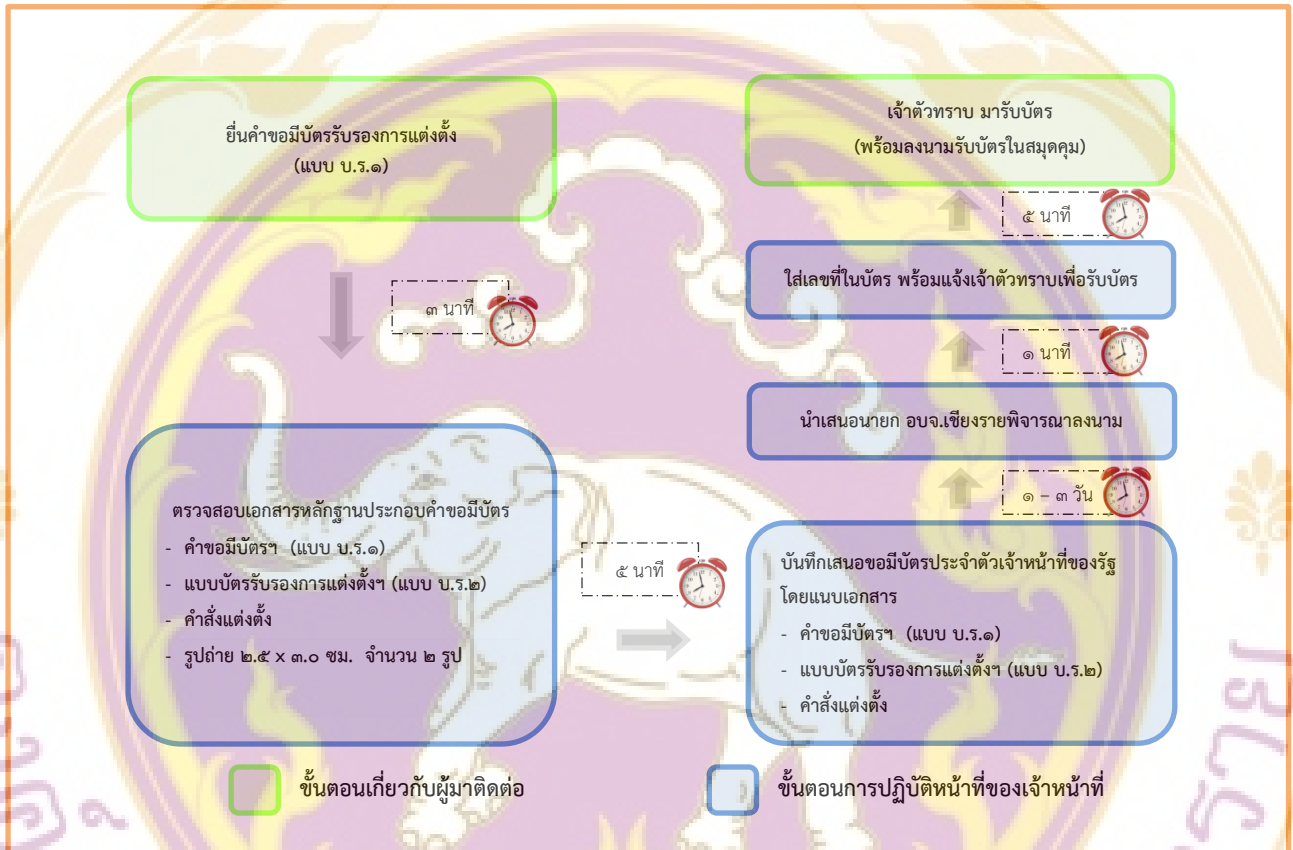 ยื่นคำขอมีบัตรรับรองการแต่งตั้ง
(แบบ บ.ร.๑)
๓ นาที
ตรวจสอบเอกสารหลักฐานประกอบคำขอมีบัตร
- คำขอมีบัตรฯ (แบบ บ.ร.๑)
- แบบบัตรรับรองการแต่งตั้งฯ (แบบ บ.ร.๒)
- คำสั่งแต่งตั้ง
- รูปถ่าย ๒.๕ x ๓.๐ ซม. จำนวน ๒ รูป
๕ นาที
บันทึกเสนอขอมีบัตรประจำตัวเจ้าหน้าที่ของรัฐ
โดยแนบเอกสาร
- คำขอมีบัตรฯ (แบบ บ.ร.๑)
- แบบบัตรรับรองการแต่งตั้งฯ (แบบ บ.ร.๒)
- คำสั่งแต่งตั้ง
๑ – ๓ วัน
นำเสนอนายก อบจ.เชียงรายพิจารณาลงนาม
๑ นาที
ใส่เลขที่ในบัตร พร้อมแจ้งเจ้าตัวทราบเพื่อรับบัตร
๕ นาที
เจ้าตัวทราบ มารับบัตร
(พร้อมลงนามรับบัตรในสมุดคุม)
ขั้นตอนเกี่ยวกับผู้มาติดต่อ
ขั้นตอนการปฏิบัติหน้าที่ของเจ้าหน้าที่